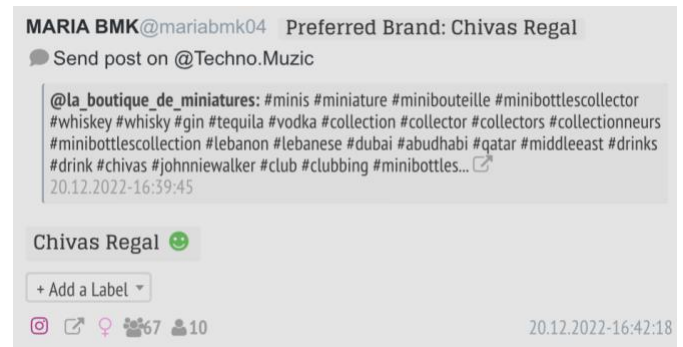 MARIA BMK@mariabmk04 Preferred Brand: Chivas Regal
Send post on @Techno.Muzic
@la_boutique_de_miniatures: #minis #miniature #minibouteille #minibottlescollector
#whiskey #whisky #gin #tequila #vodka #collection #collector #collectors #collectionneurs
#minibottlescollection #lebanon #lebanese #dubai #abudhabi #qatar #middleeast #drinks
#drink #chivas #johnniewalker #club #clubbing #minibottles...
20.12.2022-16:39:45
Chivas Regal
+ Add a Label
67 10 20.12.2022-16:42:18